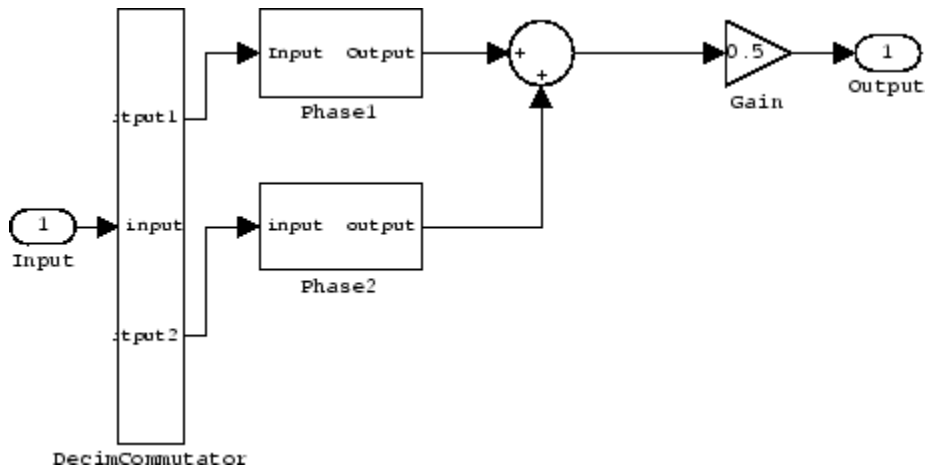 Input Output
+
+
0.5
1
Phase1
Gain
Output
tput1
1
input
input output
Input
Phase2
tput2
DecimCommutator